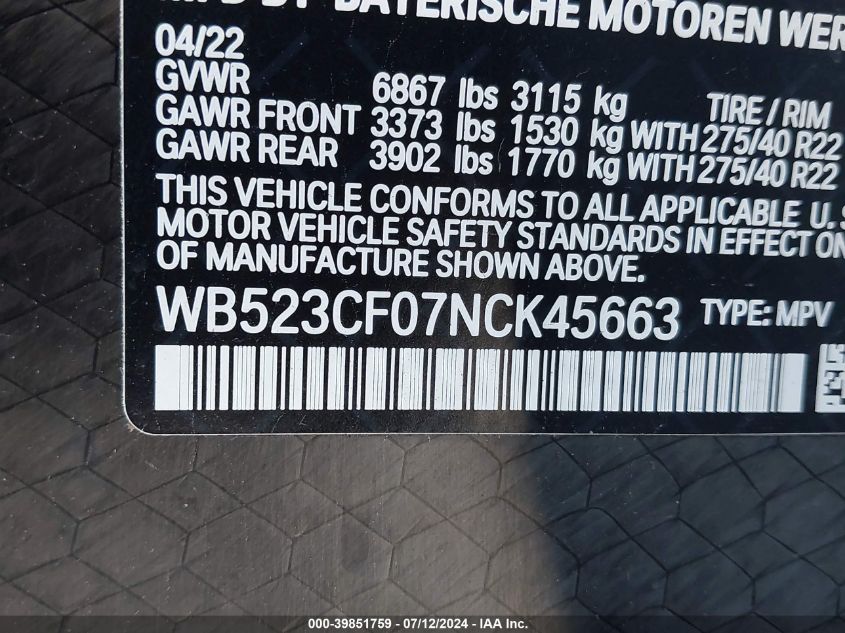 MFD BY BAYERISCHE MOTOREN WER
04/22
GVWR 6867 lbs 3115 kg TIRE / RIM
GAWR FRONT 3373 lbs 1530 kg WITH 275/40 R22
GAWR REAR 3902 lbs 1770 kg WITH 275/40 R22
THIS VEHICLE CONFORMS TO ALL APPLICABLE U.S
MOTOR VEHICLE SAFETY STANDARDS IN EFFECT ON
OF MANUFACTURE SHOWN ABOVE.
WB523CF07NCK45663 TYPE: MPV
000-39851759 / 07/12/2024 - IAA Inc.